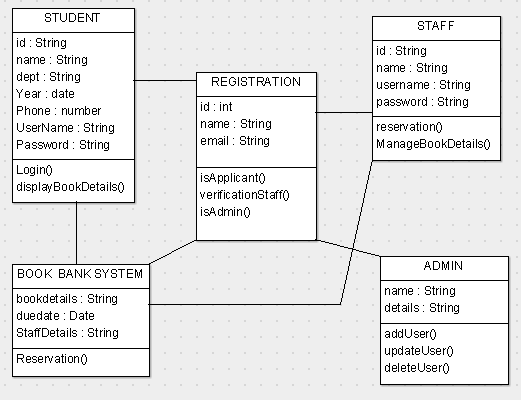 STUDENT
id : String
name : String
dept : String
Year : date
Phone : number
UserName : String
Password : String
Login()
displayBookDetails()
REGISTRATION
id : int
name : String
email : String
isApplicant()
verificationStaff()
isAdmin()
STAFF
id : String
name : String
username : String
password : String
reservation()
ManageBookDetails()
BOOK BANK SYSTEM
bookdetails : String
duedate : Date
StaffDetails : String
Reservation()
ADMIN
name : String
details : String
addUser()
updateUser()
deleteUser()